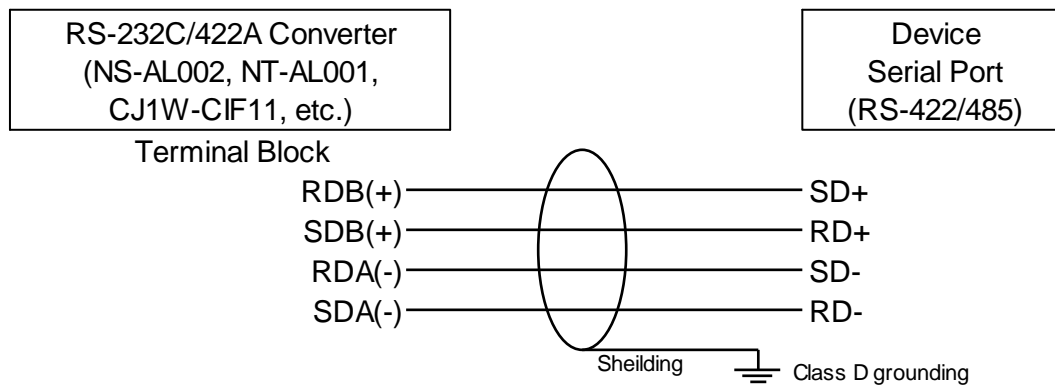 RS-232C/422A Converter
(NS-AL002, NT-AL001,
CJ1W-CIF11, etc.)
Device
Serial Port
(RS-422/485)
Terminal Block
RDB(+) SD+
SDB(+) RD+
RDA(-) SD-
SDA(-) RD-
Sheilding
Class D grounding